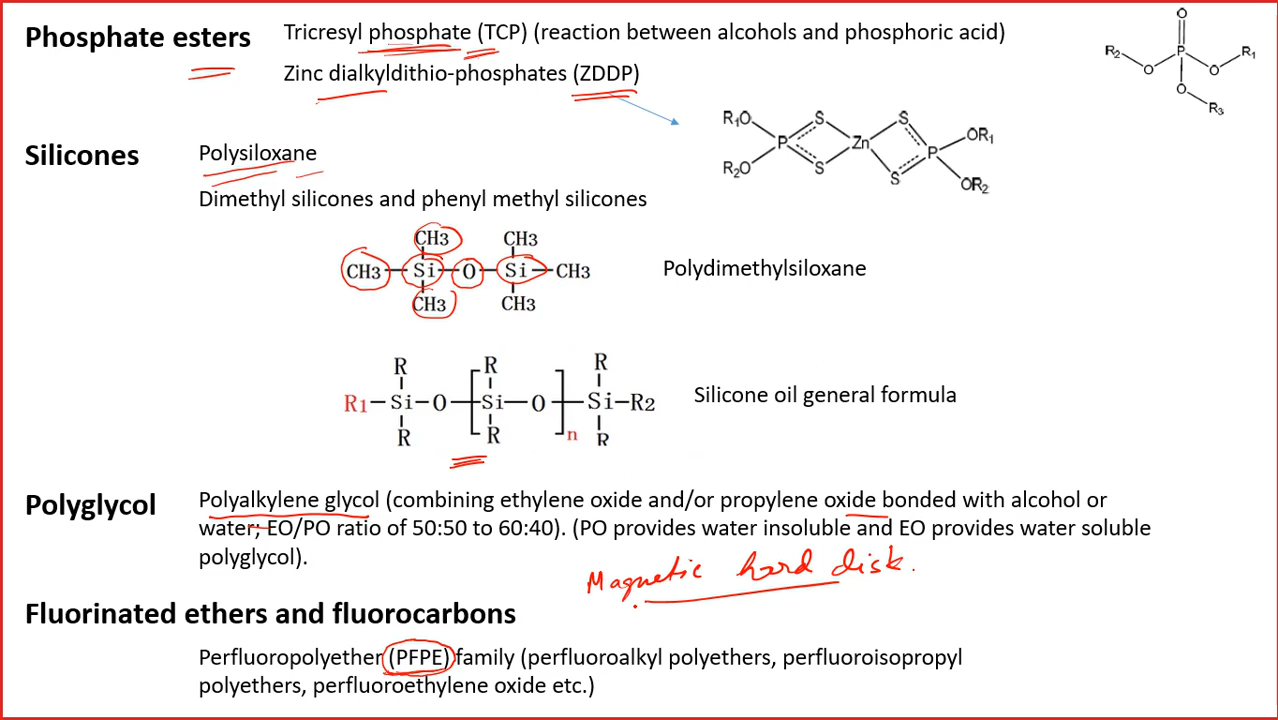 Phosphate esters
Tricresyl phosphate (TCP) (reaction between alcohols and phosphoric acid)
Zinc dialkyldithio-phosphates (ZDDP)
O
R2 P R1
O O
O
R3
R1O S S OR1
P Zn P
R2O S S OR2
Silicones
Polysiloxane
Dimethyl silicones and phenyl methyl silicones
CH3 CH3
CH3—Si—O—Si—CH3
CH3 CH3
Polydimethylsiloxane
R R R
R1—Si—O—[Si—O]n—Si—R2
R R R
Silicone oil general formula
Polyglycol
Polyalkylene glycol (combining ethylene oxide and/or propylene oxide bonded with alcohol or
water; EO/PO ratio of 50:50 to 60:40). (PO provides water insoluble and EO provides water soluble
polyglycol).
Magnetic hard disk.
Fluorinated ethers and fluorocarbons
Perfluoropolyether (PFPE) family (perfluoroalkyl polyethers, perfluoroisopropyl
polyethers, perfluoroethylene oxide etc.)